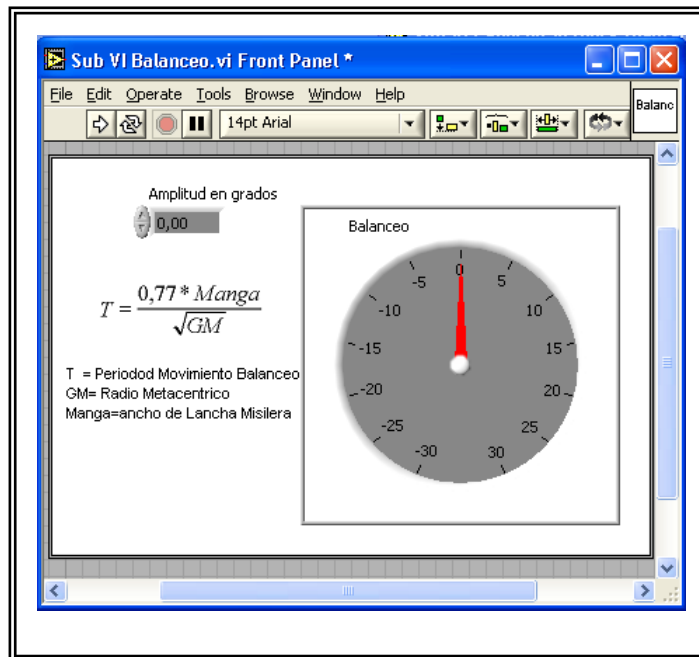 Sub VI Balanceo.vi Front Panel *
File Edit Operate Tools Browse Window Help
14pt Arial
Balanc
Amplitud en grados
0,00
Balanceo
T = 0,77 * Manga / √GM
0
-5 5
-10 10
-15 15
-20 20
-25 25
-30 30
T = Periodod Movimiento Balanceo
GM= Radio Metacentrico
Manga=ancho de Lancha Misilera